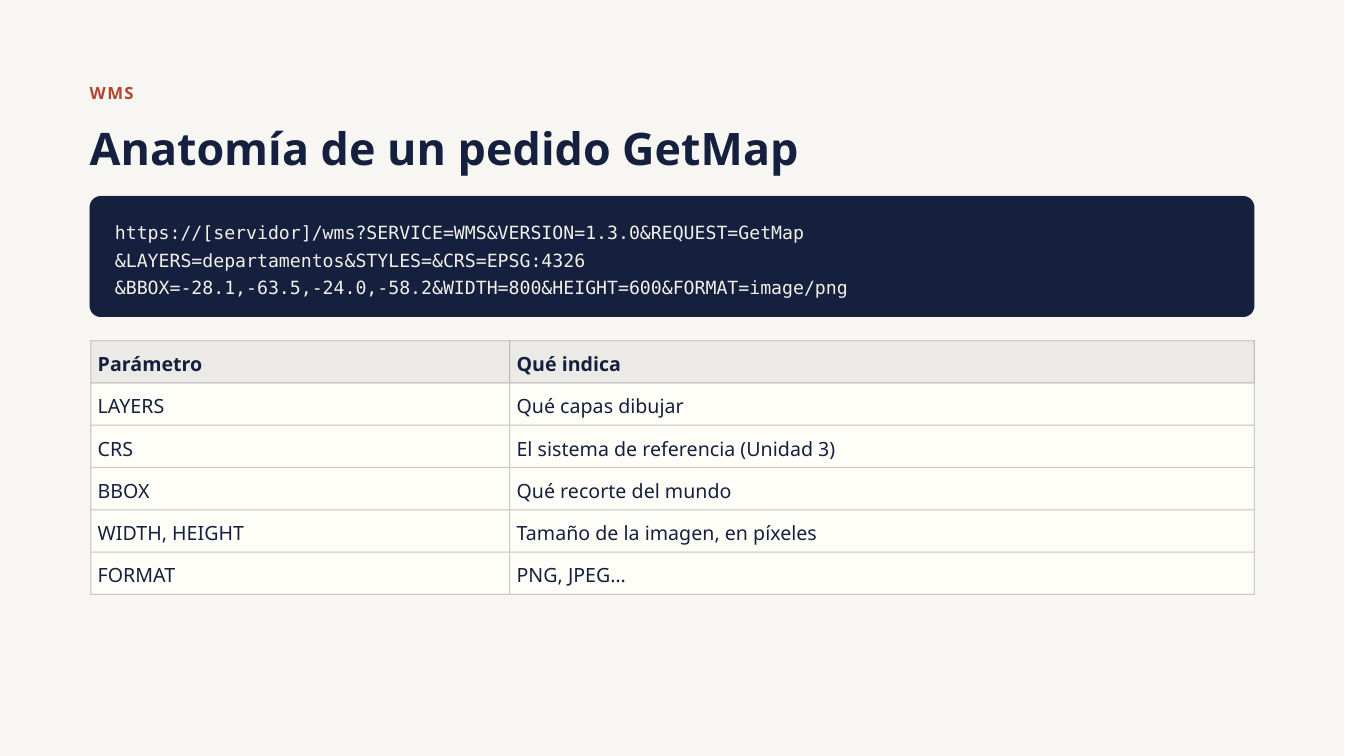 WMS
Anatomía de un pedido GetMap
https://[servidor]/wms?SERVICE=WMS&VERSION=1.3.0&REQUEST=GetMap
&LAYERS=departamentos&STYLES=&CRS=EPSG:4326
&BBOX=-28.1,-63.5,-24.0,-58.2&WIDTH=800&HEIGHT=600&FORMAT=image/png
Parámetro Qué indica
LAYERS Qué capas dibujar
CRS El sistema de referencia (Unidad 3)
BBOX Qué recorte del mundo
WIDTH, HEIGHT Tamaño de la imagen, en píxeles
FORMAT PNG, JPEG…